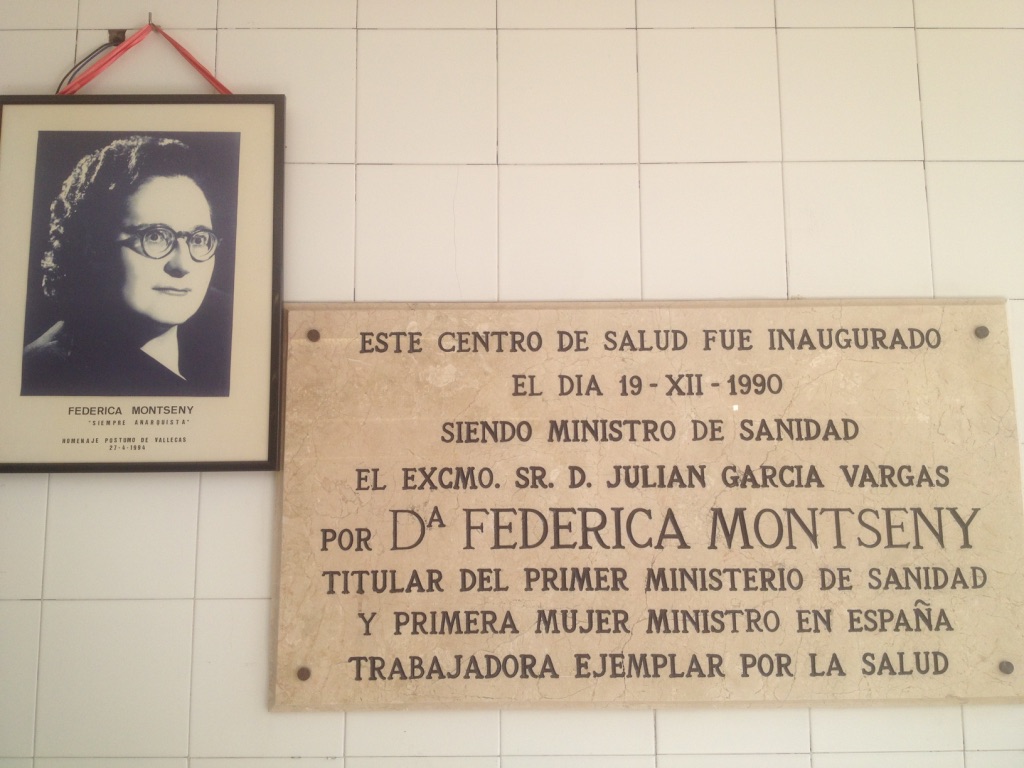 FEDERICA MONTSENY
"SIEMPRE ANARQUISTA"
HOMENAJE POSTUMO DE VALLECAS
27-4-1994
ESTE CENTRO DE SALUD FUE INAUGURADO
EL DIA 19-XII-1990
SIENDO MINISTRO DE SANIDAD
EL EXCMO. SR. D. JULIAN GARCIA VARGAS
POR Dª FEDERICA MONTSENY
TITULAR DEL PRIMER MINISTERIO DE SANIDAD
Y PRIMERA MUJER MINISTRO EN ESPAÑA
TRABAJADORA EJEMPLAR POR LA SALUD